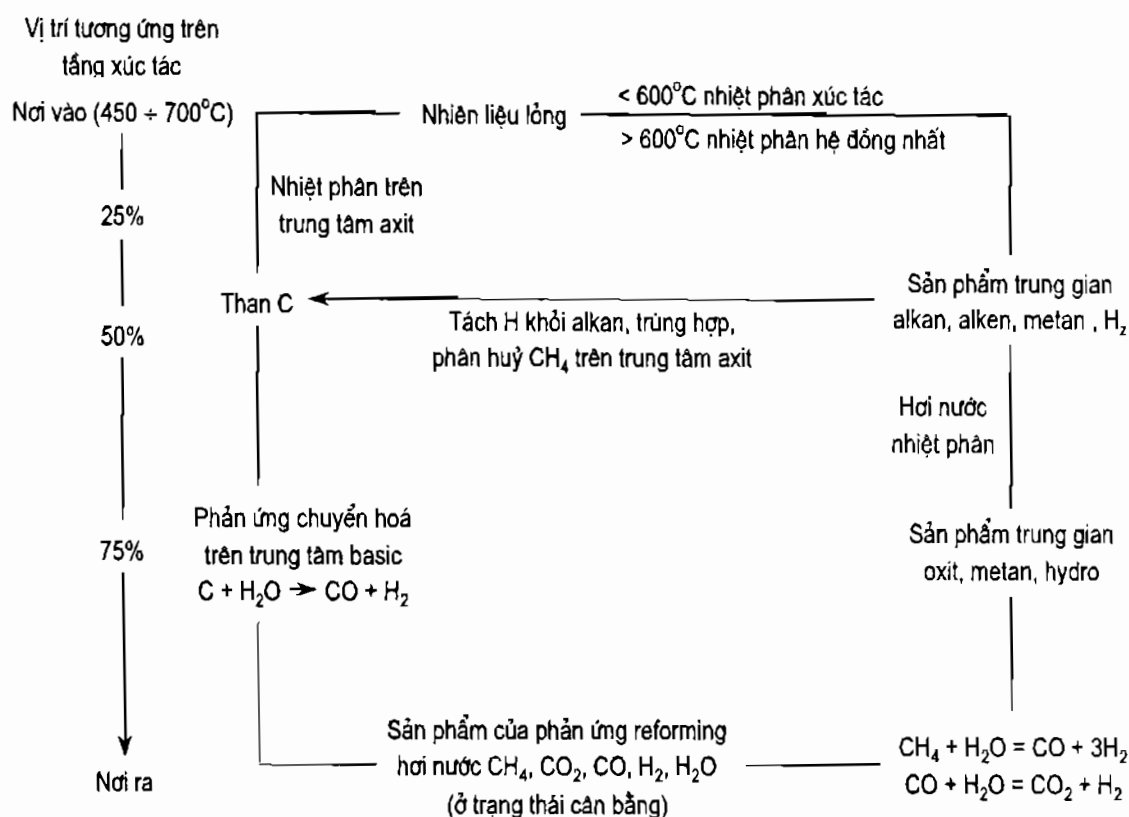 Vị trí tương ứng trên
tầng xúc tác
Nơi vào (450 ÷ 700°C)
25%
50%
75%
Nơi ra
Nhiên liệu lỏng
< 600°C nhiệt phân xúc tác
> 600°C nhiệt phân hệ đồng nhất
Nhiệt phân trên
trung tâm axit
Than C
Tách H khỏi alkan, trùng hợp,
phân huỷ CH₄ trên trung tâm axit
Sản phẩm trung gian
alkan, alken, metan , H₂
Hơi nước
nhiệt phân
Phản ứng chuyển hoá
trên trung tâm basic
C + H₂O → CO + H₂
Sản phẩm trung gian
oxit, metan, hydro
Sản phẩm của phản ứng reforming
hơi nước CH₄, CO₂, CO, H₂, H₂O
(ở trạng thái cân bằng)
CH₄ + H₂O = CO + 3H₂
CO + H₂O = CO₂ + H₂